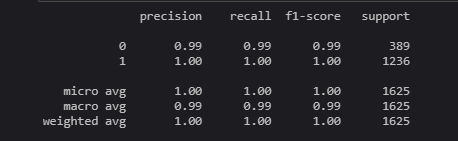 precision recall f1-score support
0 0.99 0.99 0.99 389
1 1.00 1.00 1.00 1236
micro avg 1.00 1.00 1.00 1625
macro avg 0.99 0.99 0.99 1625
weighted avg 1.00 1.00 1.00 1625